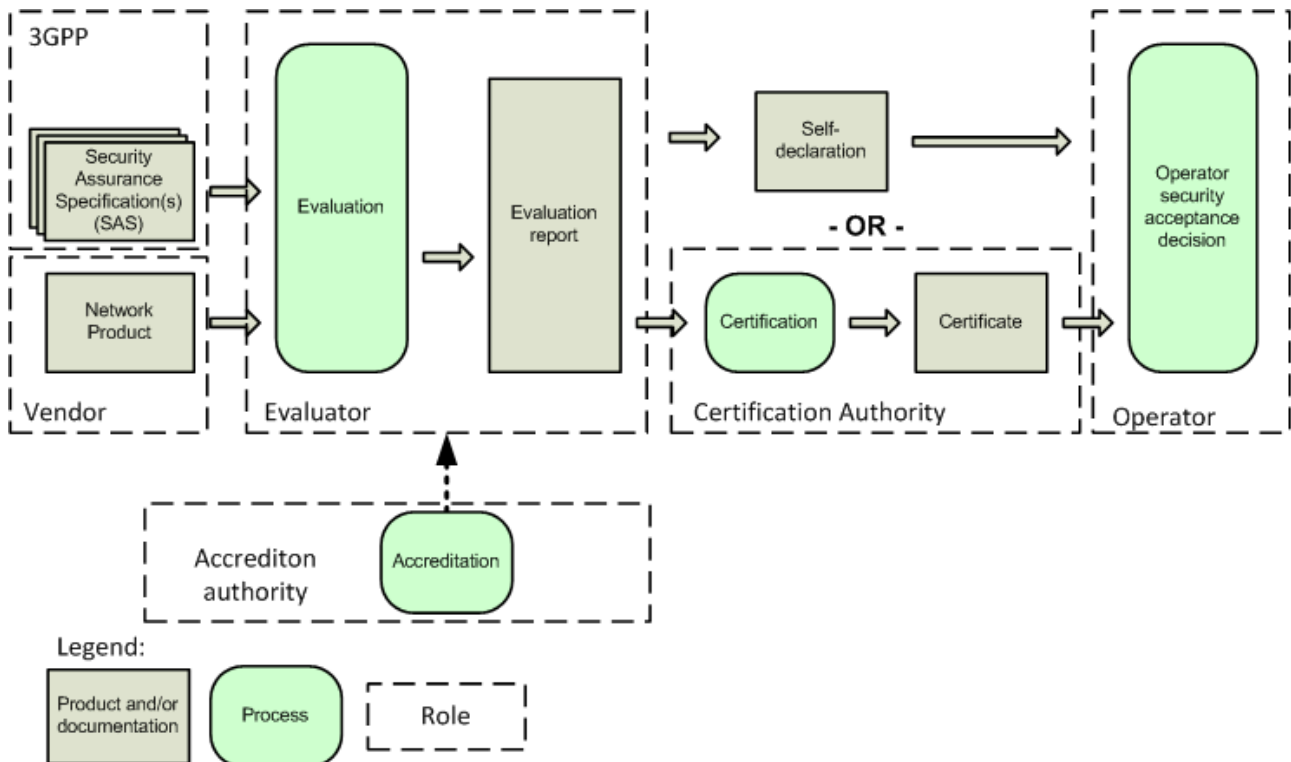 3GPP
Security
Assurance
Specification(s)
(SAS)
Network
Product
Vendor
Evaluation
Evaluation
report
Evaluator
Self-
declaration
- OR -
Certification
Certificate
Certification Authority
Operator
security
acceptance
decision
Operator
Accrediton
authority
Accreditation
Legend:
Product and/or
documentation
Process
Role